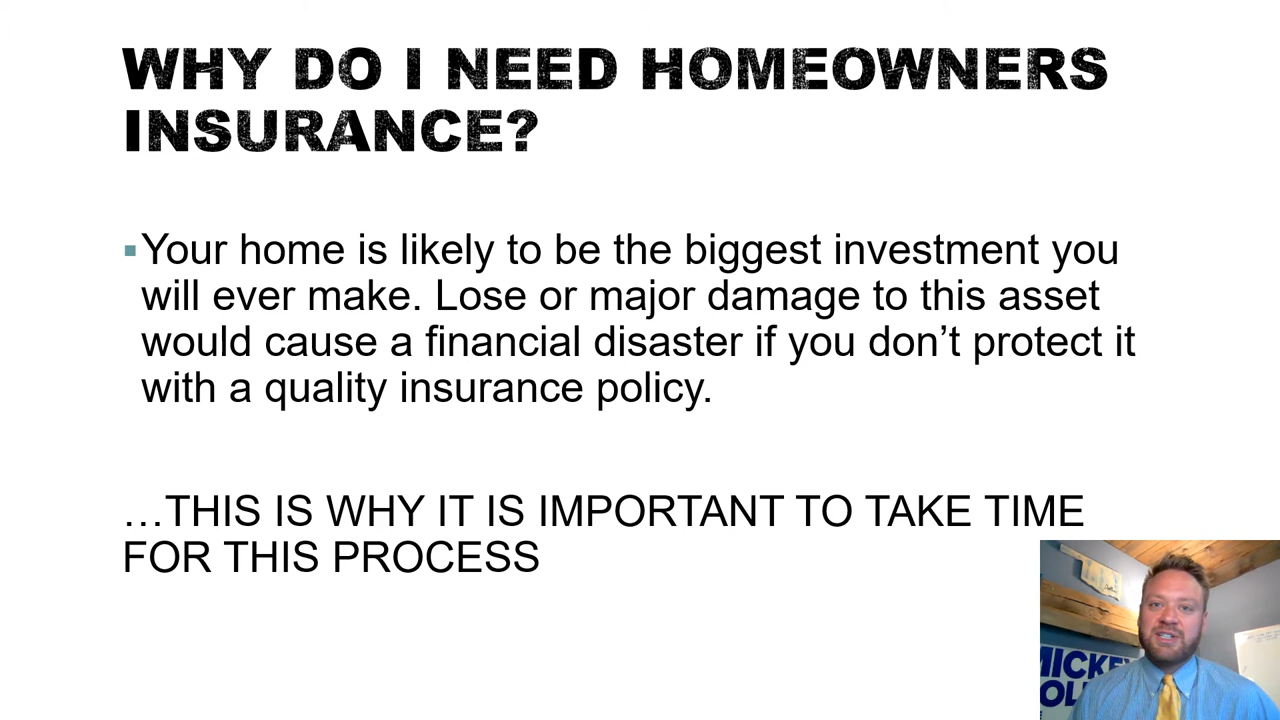 WHY DO I NEED HOMEOWNERS
INSURANCE?
▪Your home is likely to be the biggest investment you
will ever make. Lose or major damage to this asset
would cause a financial disaster if you don’t protect it
with a quality insurance policy.
…THIS IS WHY IT IS IMPORTANT TO TAKE TIME
FOR THIS PROCESS
MICKEY